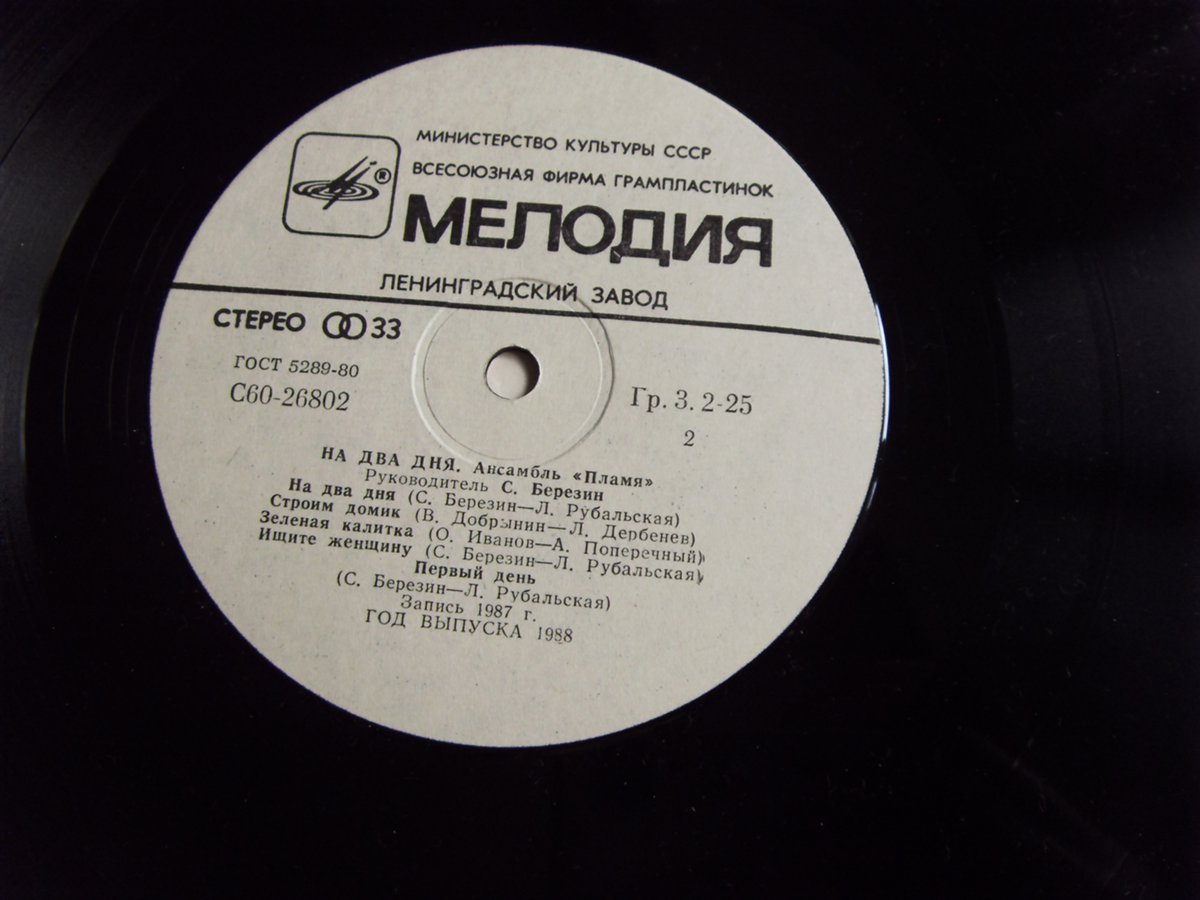 МИНИСТЕРСТВО КУЛЬТУРЫ СССР
ВСЕСОЮЗНАЯ ФИРМА ГРАМПЛАСТИНОК
®
МЕЛОДИЯ
ЛЕНИНГРАДСКИЙ ЗАВОД
СТЕРЕО 33
ГОСТ 5289-80
С60-26802
Гр. 3. 2-25
2
НА ДВА ДНЯ. Ансамбль «Пламя»
Руководитель С. Березин
На два дня (С. Березин—Л. Рубальская)
Строим домик (В. Добрынин—Л. Дербенев)
Зеленая калитка (О. Иванов—А. Поперечный)
Ищите женщину (С. Березин—Л. Рубальская)
Первый день
(С. Березин—Л. Рубальская)
Запись 1987 г.
ГОД ВЫПУСКА 1988